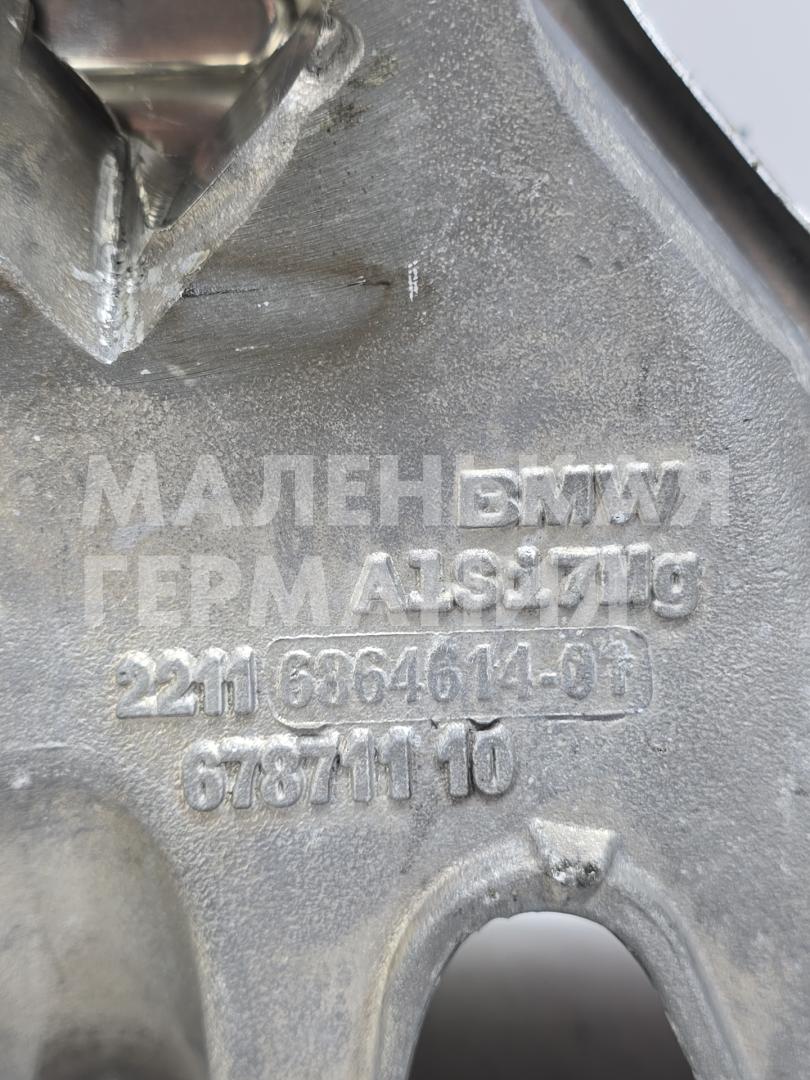 МАЛЕНЬКАЯ
ГЕРМАНИЯ
BMW
AlSi7Mg
2211 6864614-01
678711 10